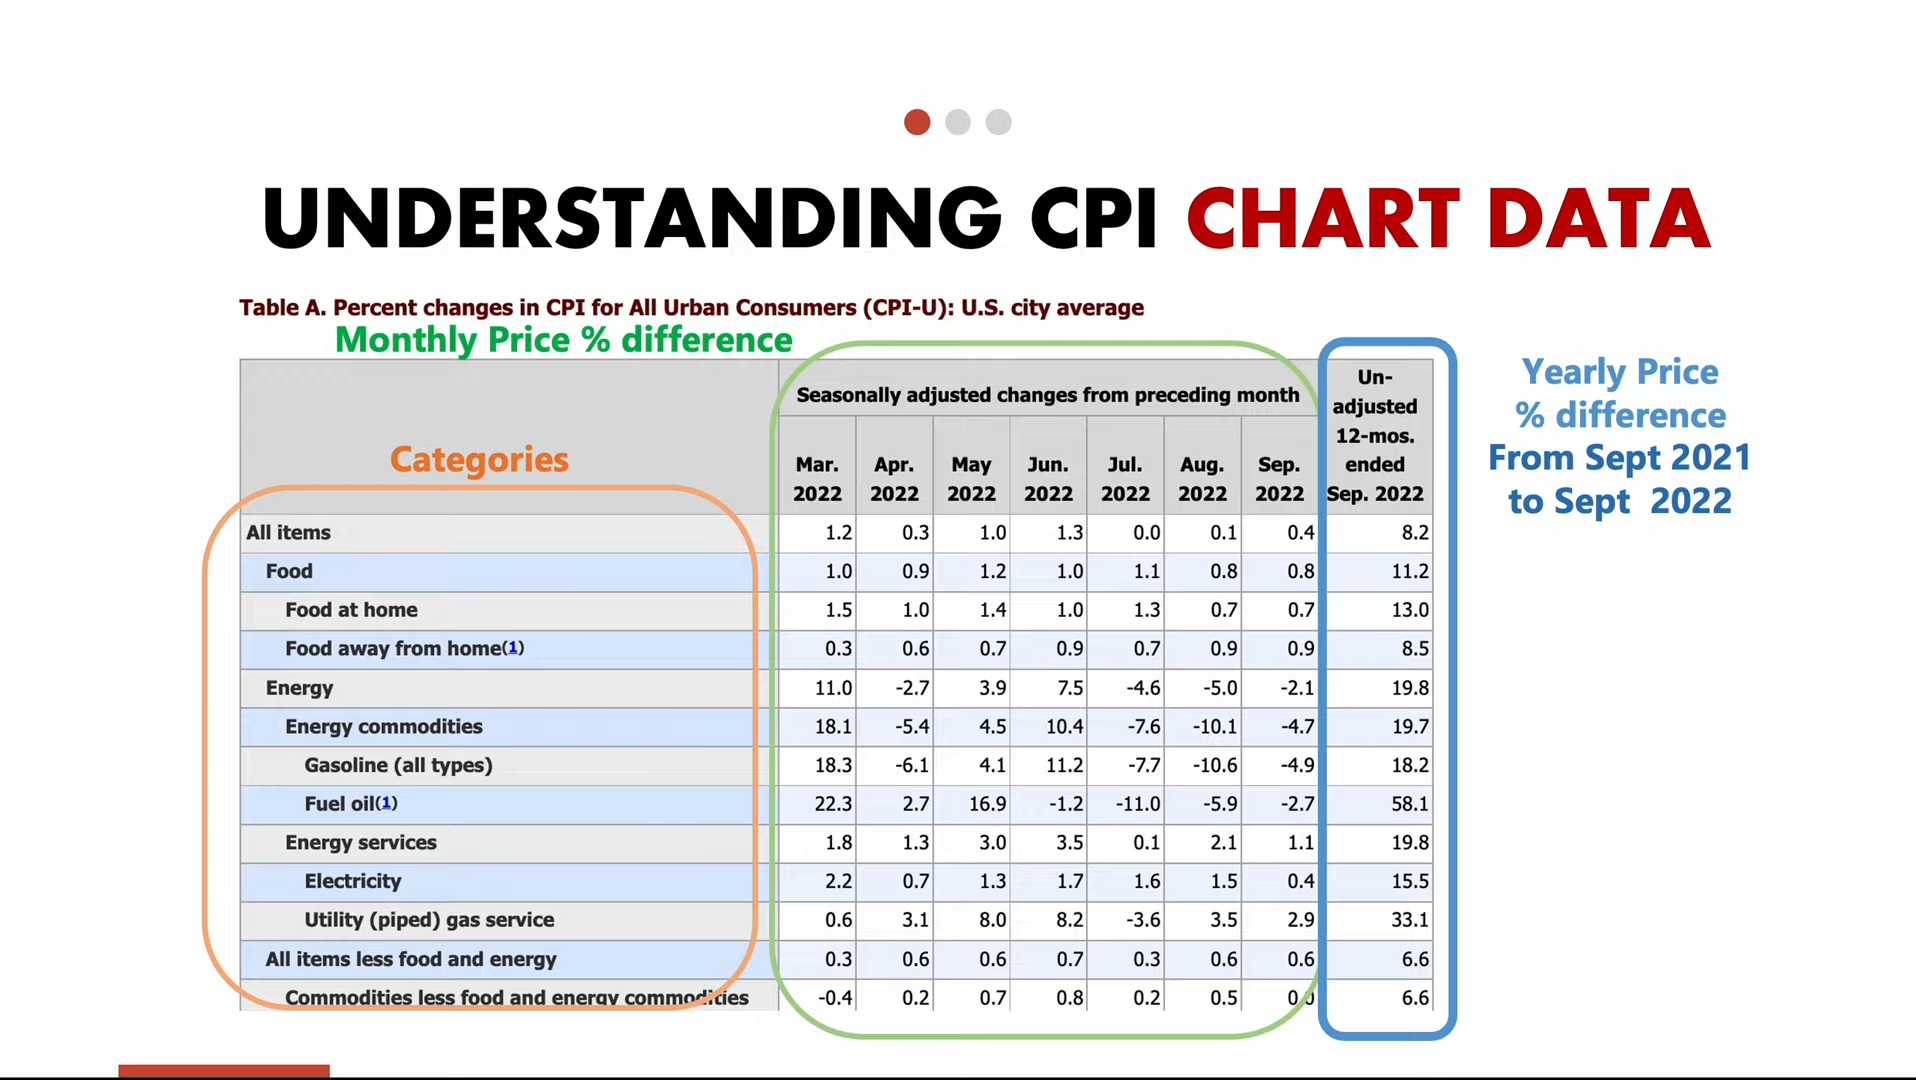 UNDERSTANDING CPI CHART DATA
Table A. Percent changes in CPI for All Urban Consumers (CPI-U): U.S. city average
Monthly Price % difference
Categories
Seasonally adjusted changes from preceding month
Un-
adjusted
12-mos.
ended
Sep. 2022
Mar. 2022 Apr. 2022 May 2022 Jun. 2022 Jul. 2022 Aug. 2022 Sep. 2022
Yearly Price
% difference
From Sept 2021
to Sept 2022
All items 1.2 0.3 1.0 1.3 0.0 0.1 0.4 8.2
Food 1.0 0.9 1.2 1.0 1.1 0.8 0.8 11.2
Food at home 1.5 1.0 1.4 1.0 1.3 0.7 0.7 13.0
Food away from home(1) 0.3 0.6 0.7 0.9 0.7 0.9 0.9 8.5
Energy 11.0 -2.7 3.9 7.5 -4.6 -5.0 -2.1 19.8
Energy commodities 18.1 -5.4 4.5 10.4 -7.6 -10.1 -4.7 19.7
Gasoline (all types) 18.3 -6.1 4.1 11.2 -7.7 -10.6 -4.9 18.2
Fuel oil(1) 22.3 2.7 16.9 -1.2 -11.0 -5.9 -2.7 58.1
Energy services 1.8 1.3 3.0 3.5 0.1 2.1 1.1 19.8
Electricity 2.2 0.7 1.3 1.7 1.6 1.5 0.4 15.5
Utility (piped) gas service 0.6 3.1 8.0 8.2 -3.6 3.5 2.9 33.1
All items less food and energy 0.3 0.6 0.6 0.7 0.3 0.6 0.6 6.6
Commodities less food and energy commodities -0.4 0.2 0.7 0.8 0.2 0.5 0.0 6.6